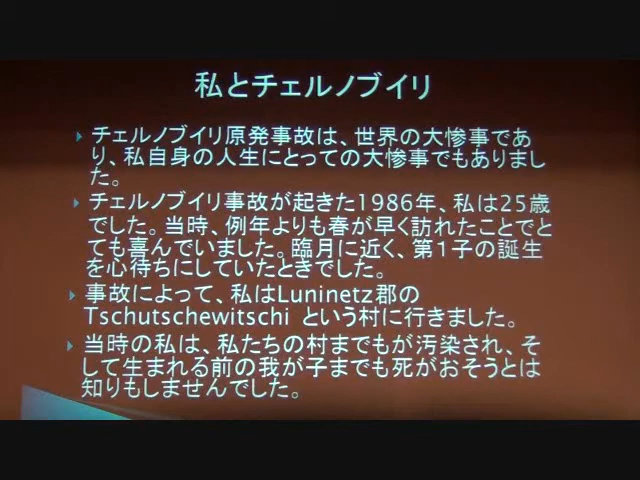 私とチェルノブイリ
チェルノブイリ原発事故は、世界の大惨事であ
り、私自身の人生にとっての大惨事でもありまし
た。
チェルノブイリ事故が起きた1986年、私は25歳
でした。当時、例年よりも春が早く訪れたことでと
ても喜んでいました。臨月に近く、第1子の誕生
を心待ちにしていたときでした。
事故によって、私はLuninetz郡の
Tschutschewitschi という村に行きました。
当時の私は、私たちの村までもが汚染され、そ
して生まれる前の我が子までも死がおそうとは
知りもしませんでした。